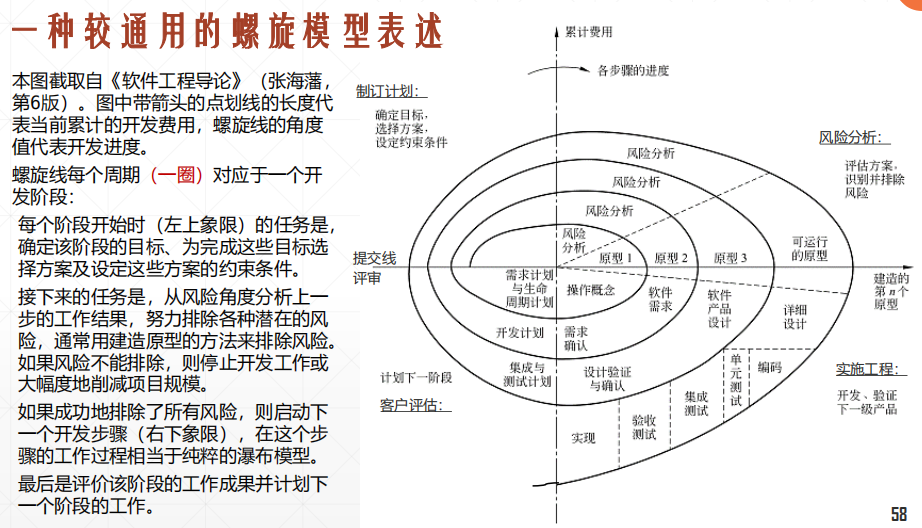 一种较通用的螺旋模型表述
本图截取自《软件工程导论》（张海藩，
第6版）。图中带箭头的点划线的长度代
表当前累计的开发费用，螺旋线的角度
值代表开发进度。
螺旋线每个周期（一圈）对应于一个开
发阶段：
每个阶段开始时（左上象限）的任务是，
确定该阶段的目标、为完成这些目标选
择方案及设定这些方案的约束条件。
接下来的任务是，从风险角度分析上一
步的工作结果，努力排除各种潜在的风
险，通常用建造原型的方法来排除风险。
如果风险不能排除，则停止开发工作或
大幅度地削减项目规模。
如果成功地排除了所有风险，则启动下
一个开发步骤（右下象限），在这个步
骤的工作过程相当于纯粹的瀑布模型。
最后是评价该阶段的工作成果并计划下
一个阶段的工作。
累计费用
各步骤的进度
制订计划：
确定目标，
选择方案，
设定约束条件
风险分析：
评估方案，
识别并排除
风险
风险分析
风险分析
风险分析
风险
分析
原型1
原型2
原型3
可运行
的原型
提交线
评审
建造的
第n个
原型
需求计划
与生命
周期计划
操作概念
软件
需求
软件
产品
设计
详细
设计
开发计划
需求
确认
集成与
测试计划
设计验证
与确认
单
元
测
试
编码
集成
测试
验收
测试
实现
计划下一阶段
客户评估：
实施工程：
开发、验证
下一级产品
58